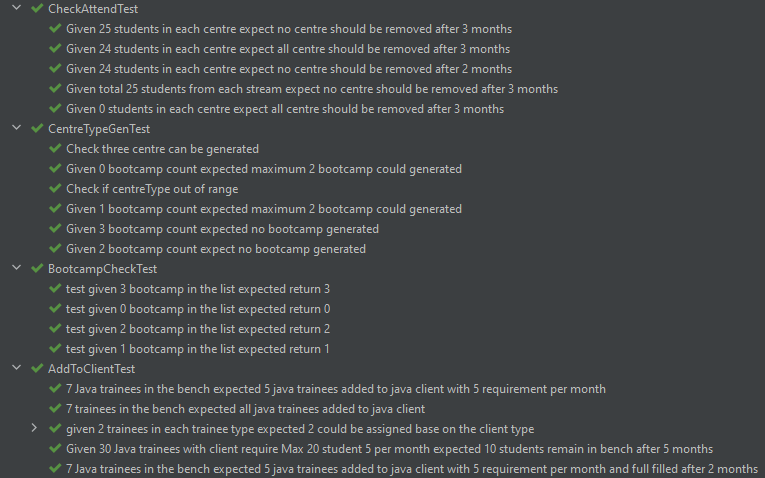 CheckAttendTest
Given 25 students in each centre expect no centre should be removed after 3 months
Given 24 students in each centre expect all centre should be removed after 3 months
Given 24 students in each centre expect no centre should be removed after 2 months
Given total 25 students from each stream expect no centre should be removed after 3 months
Given 0 students in each centre expect all centre should be removed after 3 months
CentreTypeGenTest
Check three centre can be generated
Given 0 bootcamp count expected maximum 2 bootcamp could generated
Check if centreType out of range
Given 1 bootcamp count expected maximum 2 bootcamp could generated
Given 3 bootcamp count expected no bootcamp generated
Given 2 bootcamp count expect no bootcamp generated
BootcampCheckTest
test given 3 bootcamp in the list expected return 3
test given 0 bootcamp in the list expected return 0
test given 2 bootcamp in the list expected return 2
test given 1 bootcamp in the list expected return 1
AddToClientTest
7 Java trainees in the bench expected 5 java trainees added to java client with 5 requirement per month
7 trainees in the bench expected all java trainees added to java client
given 2 trainees in each trainee type expected 2 could be assigned base on the client type
Given 30 Java trainees with client require Max 20 student 5 per month expected 10 students remain in bench after 5 months
7 Java trainees in the bench expected 5 java trainees added to java client with 5 requirement per month and full filled after 2 months